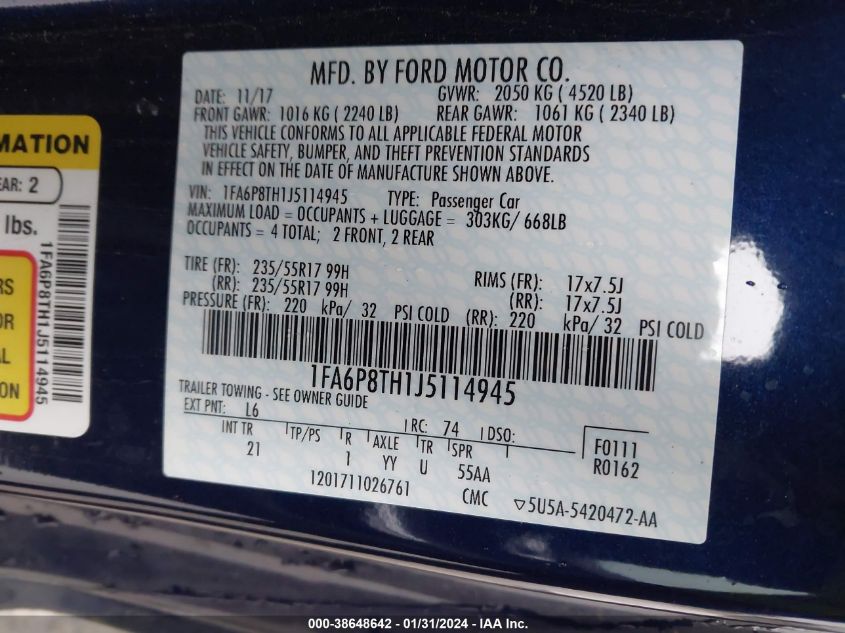 MFD. BY FORD MOTOR CO.
DATE: 11/17 GVWR: 2050 KG ( 4520 LB)
FRONT GAWR: 1016 KG ( 2240 LB) REAR GAWR: 1061 KG ( 2340 LB)
THIS VEHICLE CONFORMS TO ALL APPLICABLE FEDERAL MOTOR
VEHICLE SAFETY, BUMPER, AND THEFT PREVENTION STANDARDS
IN EFFECT ON THE DATE OF MANUFACTURE SHOWN ABOVE.
VIN: 1FA6P8TH1J5114945 TYPE: Passenger Car
MAXIMUM LOAD = OCCUPANTS + LUGGAGE = 303KG/ 668LB
OCCUPANTS = 4 TOTAL; 2 FRONT, 2 REAR
TIRE (FR): 235/55R17 99H RIMS (FR): 17x7.5J
(RR): 235/55R17 99H (RR): 17x7.5J
PRESSURE (FR): 220 kPa/ 32 PSI COLD (RR): 220 kPa/ 32 PSI COLD
1FA6P8TH1J5114945
TRAILER TOWING - SEE OWNER GUIDE
EXT PNT: L6 RC: 74 DSO:
INT TR TP/PS R AXLE TR SPR F0111
21 1 YY U 55AA R0162
1201711026761 CMC ▽5U5A-5420472-AA
MATION
EAR: 2
lbs.
RS
OR
AL
ION
1FA6P8TH1J5114945
000-38648642 - 01/31/2024 - IAA Inc.